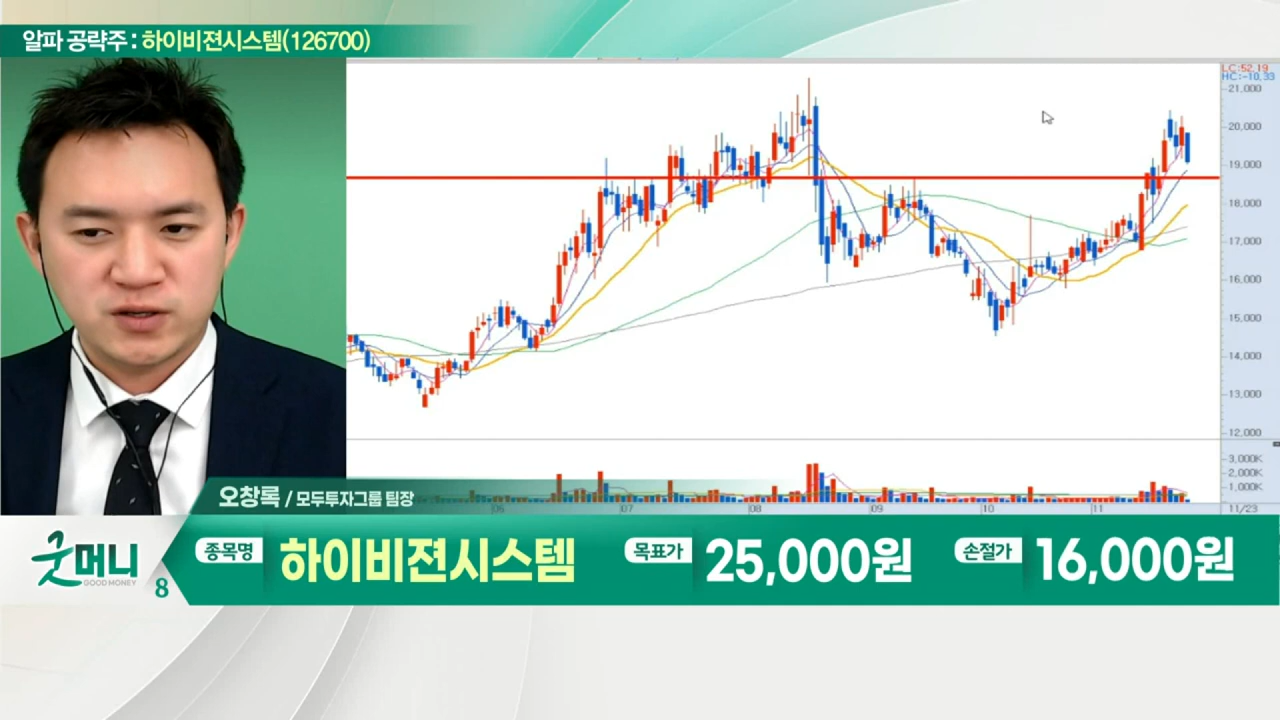 알파 공략주 : 하이비젼시스템(126700)
LC:52.19
HC:-10.33
21,000
20,000
19,000
18,000
17,000
16,000
15,000
14,000
13,000
12,000
3,000K
2,000K
1,000K
06
07
08
09
10
11
11/23
오창록 / 모두투자그룹 팀장
굿머니
GOOD MONEY
8
종목명
하이비젼시스템
목표가
25,000원
손절가
16,000원